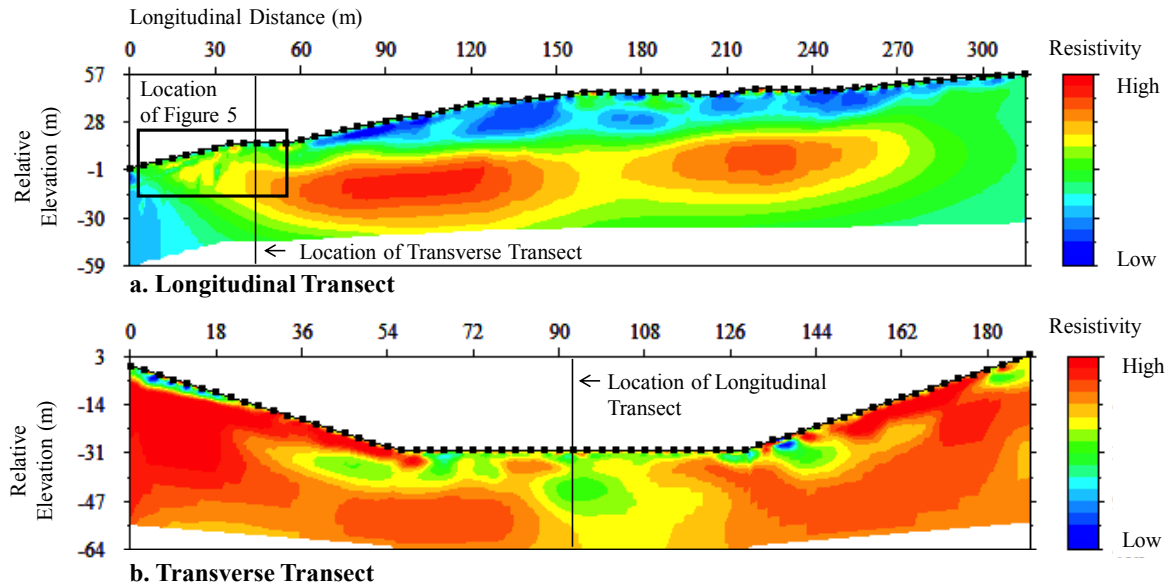 Longitudinal Distance (m)
0 30 60 90 120 150 180 210 240 270 300
Resistivity
57
28
-1
-30
-59
Relative
Elevation (m)
Location
of Figure 5
← Location of Transverse Transect
High
Low
a. Longitudinal Transect
0 18 36 54 72 90 108 126 144 162 180
Resistivity
3
-14
-31
-47
-64
Relative
Elevation (m)
← Location of Longitudinal
Transect
High
Low
b. Transverse Transect